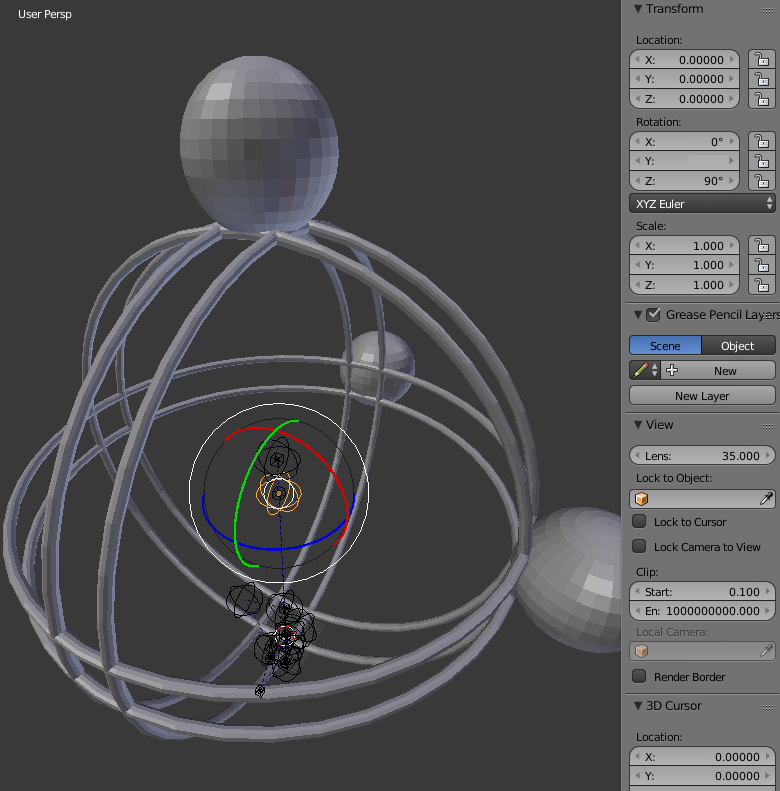 User Persp
Transform
Location:
X: 0.00000
Y: 0.00000
Z: 0.00000
Rotation:
X: 0°
Y:
Z: 90°
XYZ Euler
Scale:
X: 1.000
Y: 1.000
Z: 1.000
Grease Pencil Layers
Scene Object
New
New Layer
View
Lens: 35.000
Lock to Object:
Lock to Cursor
Lock Camera to View
Clip:
Start: 0.100
En: 1000000000.000
Local Camera:
Render Border
3D Cursor
Location:
X: 0.00000
Y: 0.00000